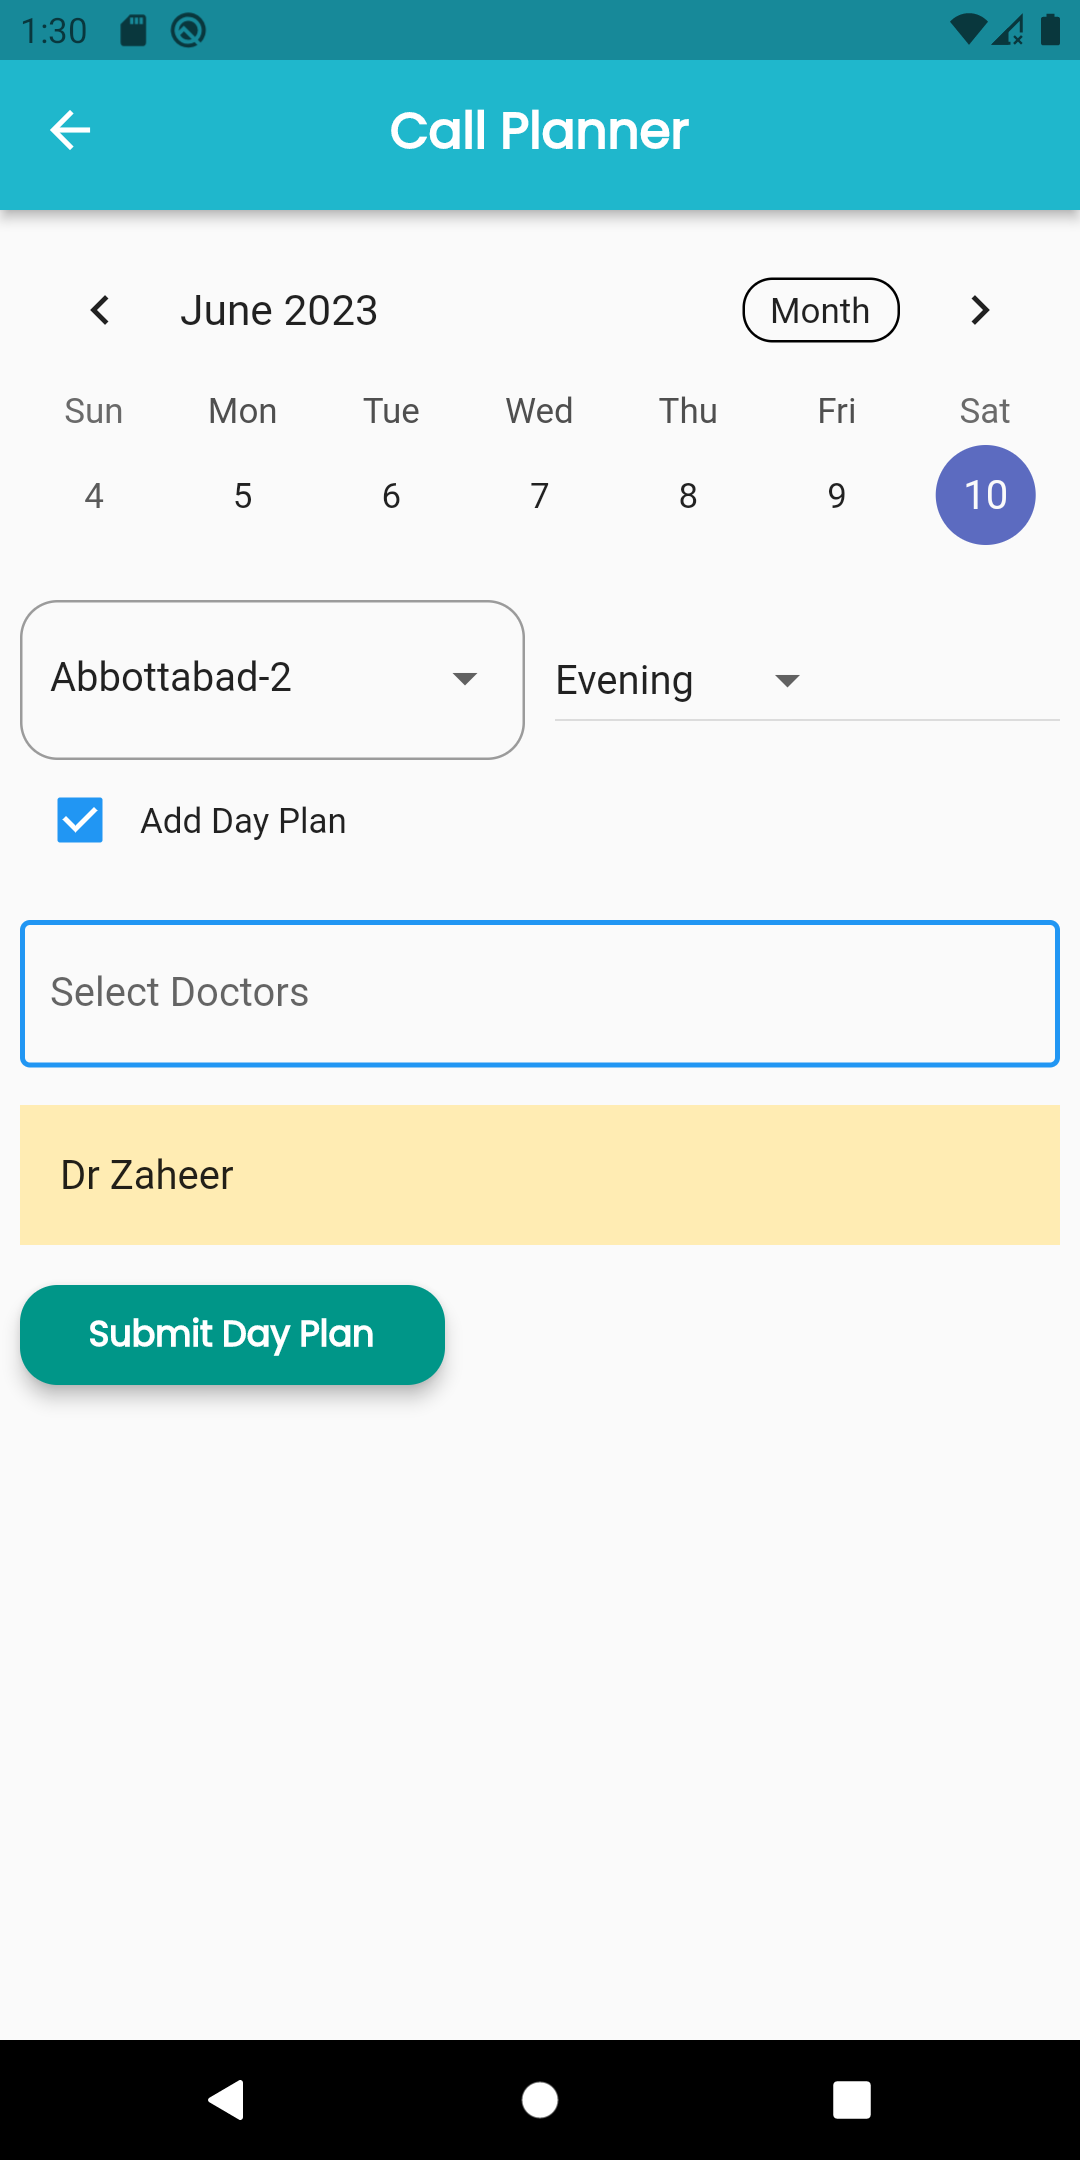 1:30
Call Planner
June 2023 Month
Sun Mon Tue Wed Thu Fri Sat
4 5 6 7 8 9 10
Abbottabad-2 Evening
Add Day Plan
Select Doctors
Dr Zaheer
Submit Day Plan